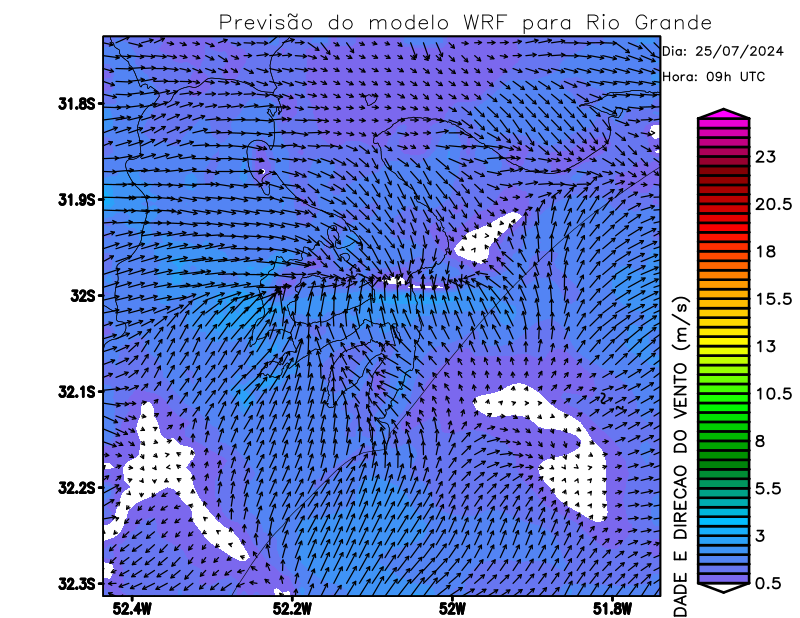 Previsão do modelo WRF para Rio Grande
Dia: 25/07/2024
Hora: 09h UTC
31.8S
31.9S
32S
32.1S
32.2S
32.3S
52.4W
52.2W
52W
51.8W
23
20.5
18
15.5
13
10.5
8
5.5
3
0.5
DADE E DIRECAO DO VENTO (m/s)